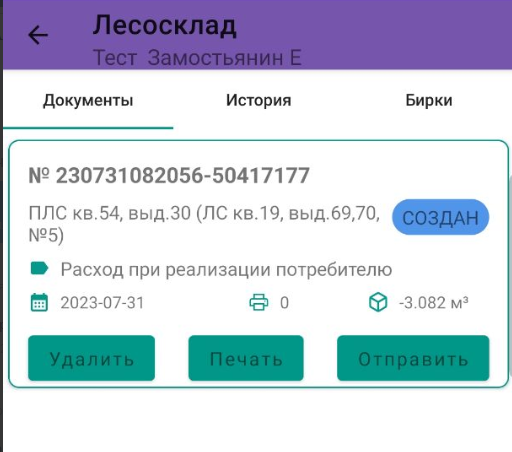 Лесосклад
Тест Замостьянин Е
Документы История Бирки
№ 230731082056-50417177
ПЛС кв.54, выд.30 (ЛС кв.19, выд.69,70,
№5)
СОЗДАН
Расход при реализации потребителю
2023-07-31 0 -3.082 м³
Удалить Печать Отправить